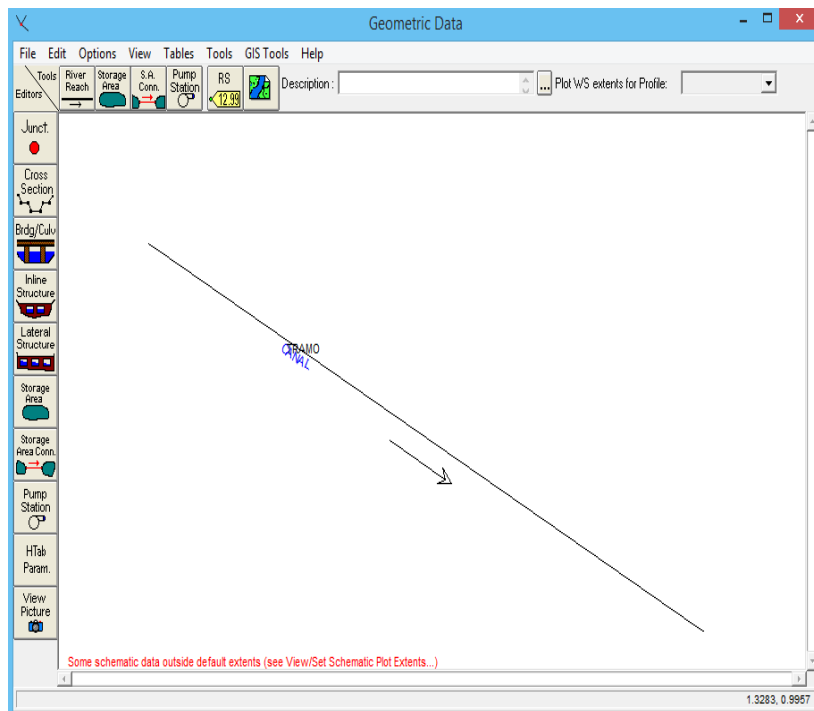 Geometric Data
File Edit Options View Tables Tools GIS Tools Help
Tools
Editors
River
Reach
Storage
Area
S.A.
Conn.
Pump
Station
RS
12.99
Description :
...
Plot WS extents for Profile:
Junct.
Cross
Section
Brdg/Culv
Inline
Structure
Lateral
Structure
Storage
Area
Storage
Area Conn.
Pump
Station
HTab
Param.
View
Picture
TRAMO
CANAL
Some schematic data outside default extents (see View/Set Schematic Plot Extents...)
1.3283, 0.9957